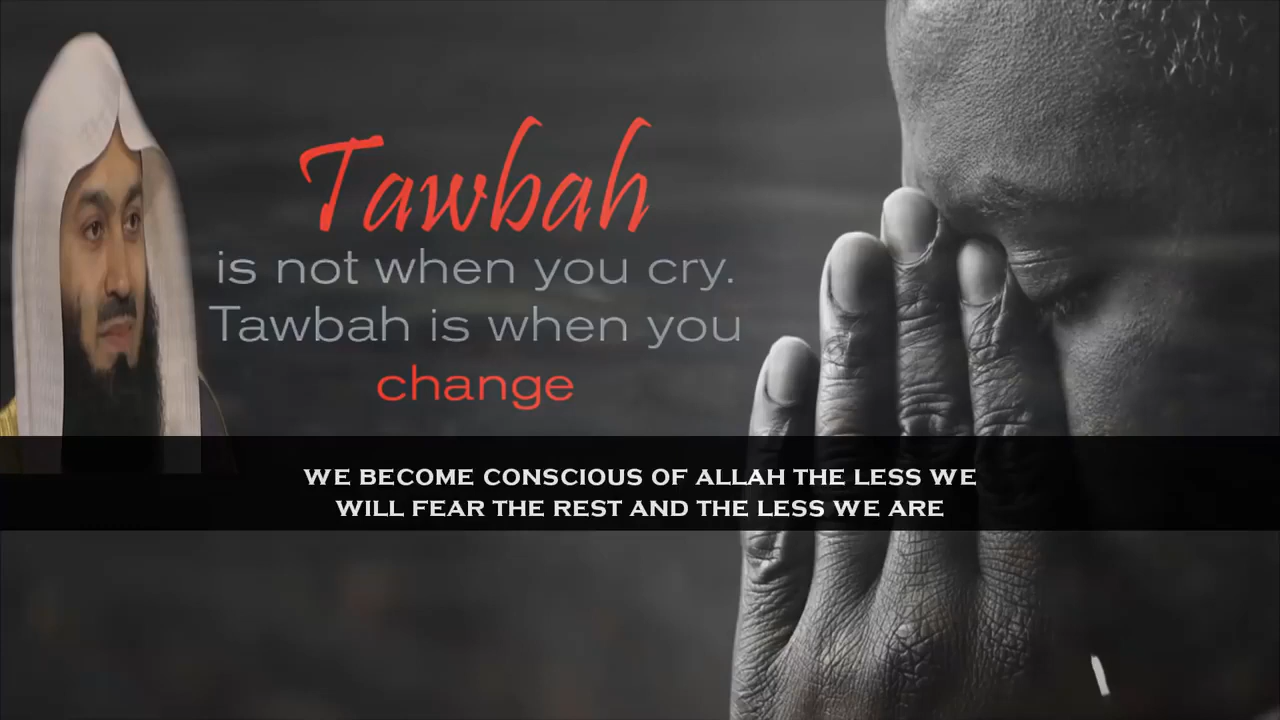 Tawbah
is not when you cry.
Tawbah is when you
change
WE BECOME CONSCIOUS OF ALLAH THE LESS WE
WILL FEAR THE REST AND THE LESS WE ARE